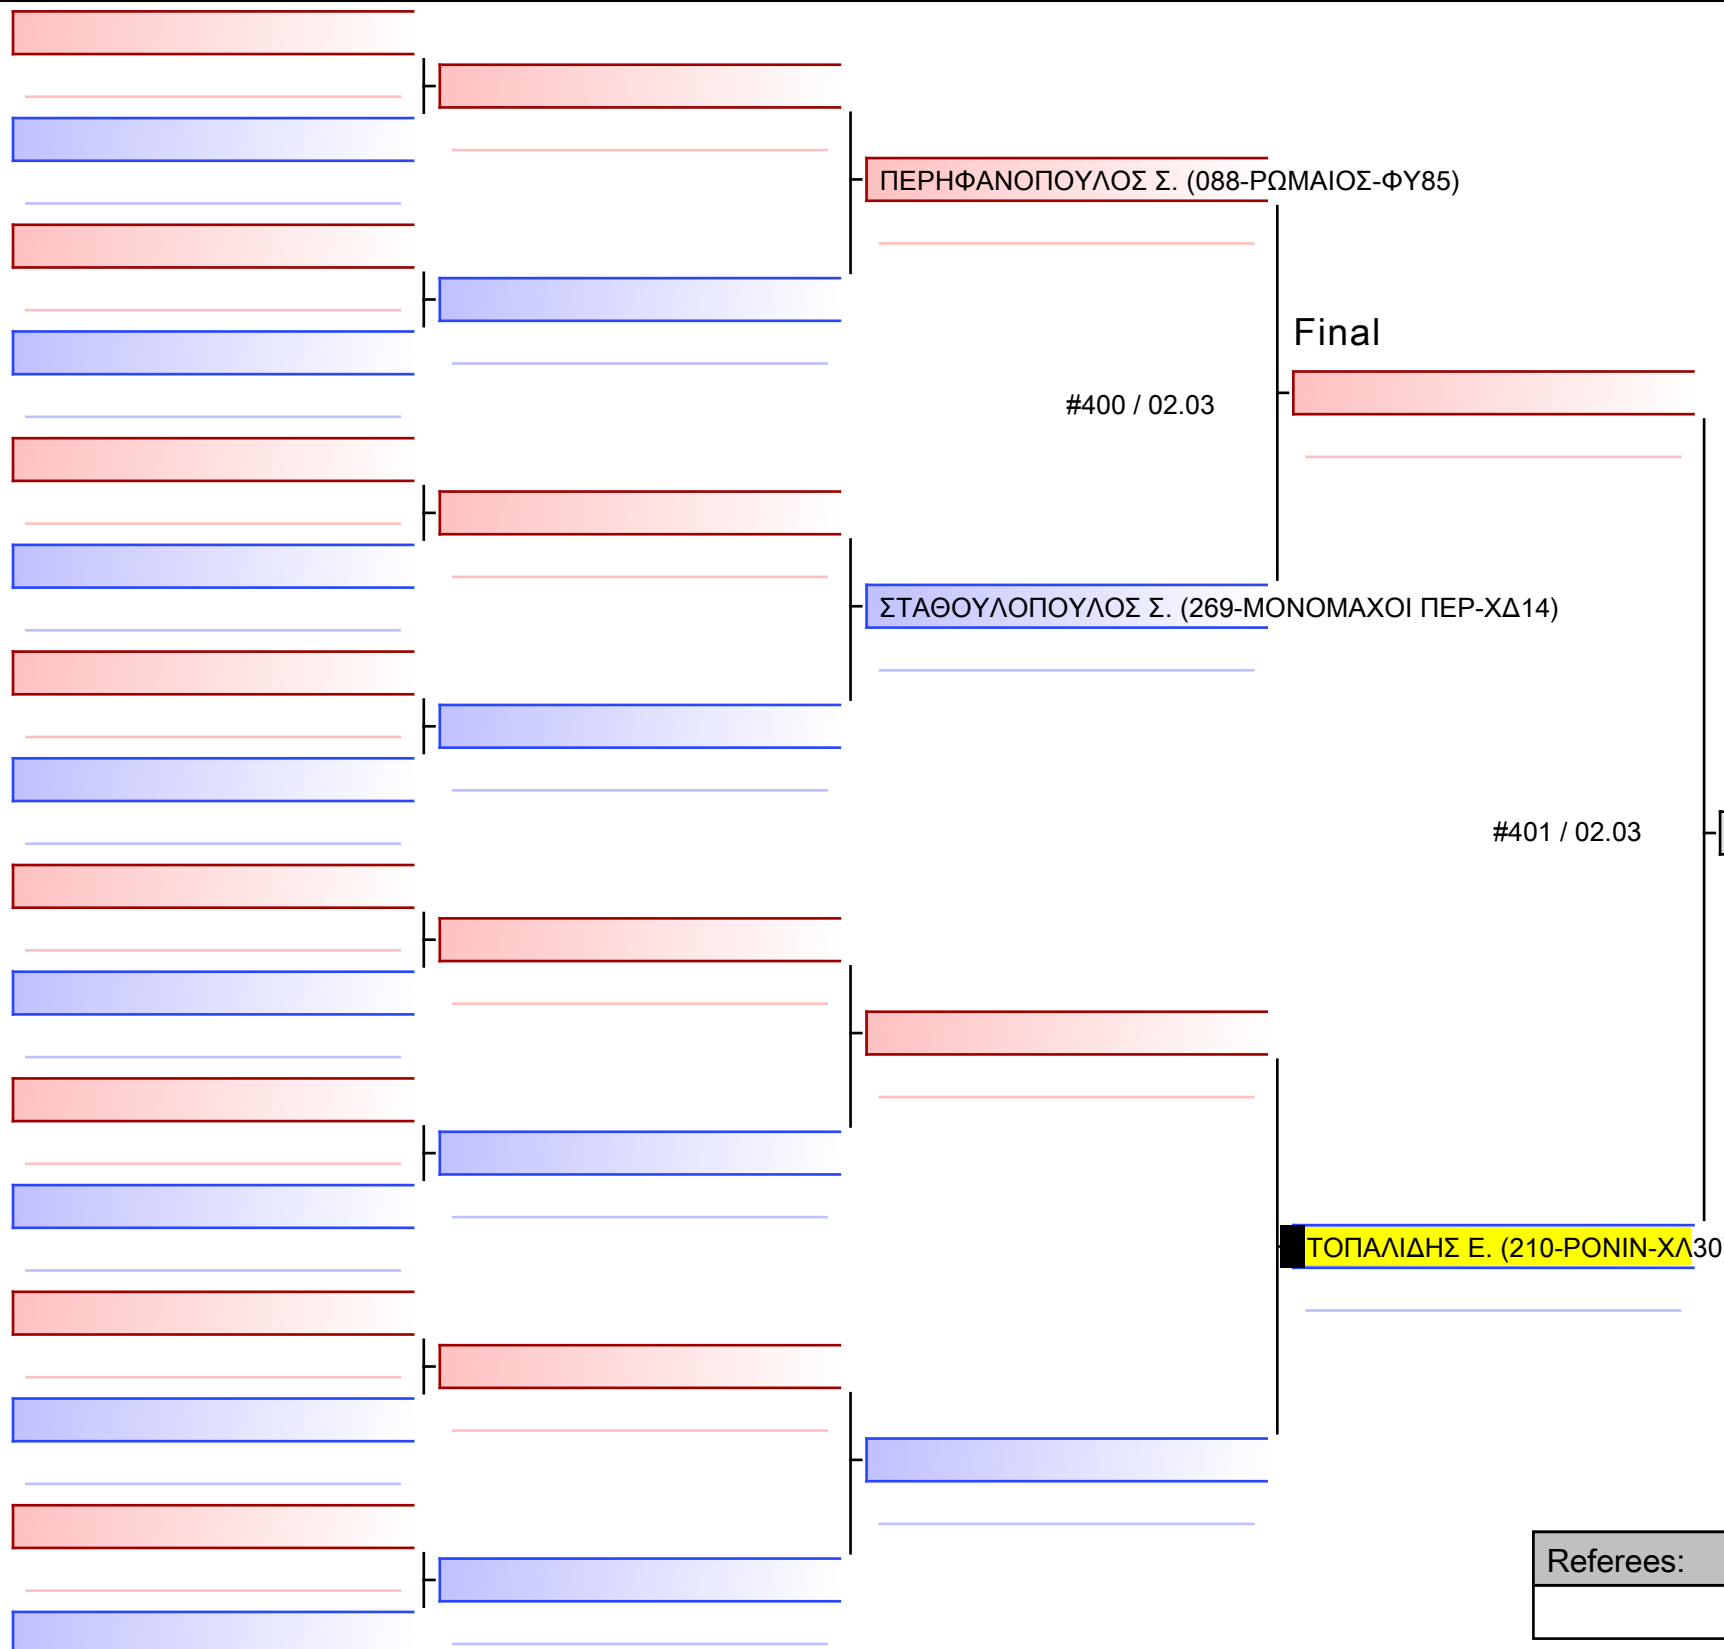 ΠΕΡΗΦΑΝΟΠΟΥΛΟΣ Σ. (088-ΡΩΜΑΙΟΣ-ΦΥ85)
Final
#400 / 02.03
ΣΤΑΘΟΥΛΟΠΟΥΛΟΣ Σ. (269-ΜΟΝΟΜΑΧΟΙ ΠΕΡ-ΧΔ14)
#401 / 02.03
ΤΟΠΑΛΙΔΗΣ Ε. (210-ΡΟΝΙΝ-ΧΛ30)
Referees: